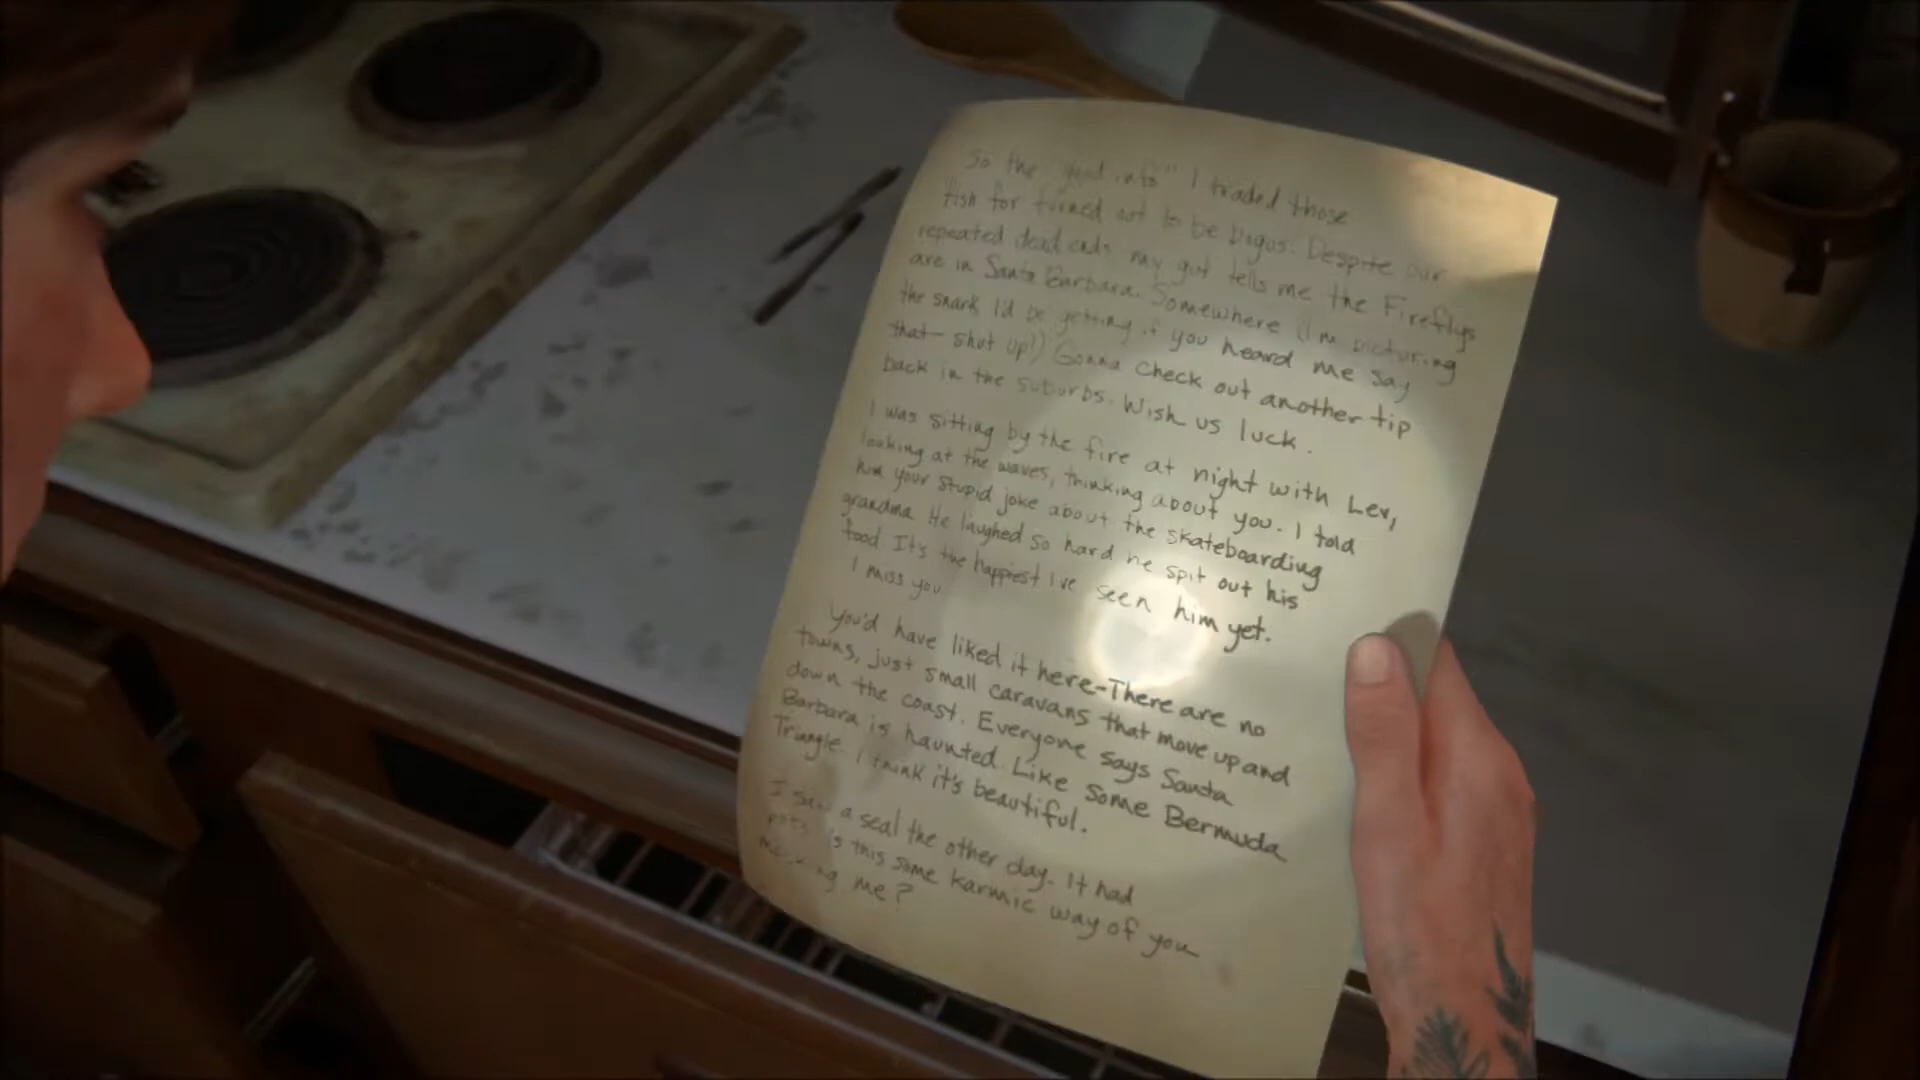 So the "good info" I traded those
fish for turned out to be bogus. Despite our
repeated dead ends my gut tells me the Fireflys
are in Santa Barbara. Somewhere (I'm picturing
the snark I'd be getting if you heard me say
that - shut up!) Gonna check out another tip
back in the suburbs. Wish us luck.
I was sitting by the fire at night with Lev,
looking at the waves, thinking about you. I told
him your stupid joke about the skateboarding
grandma. He laughed so hard he spit out his
food. It's the happiest I've seen him yet.
I miss you
You'd have liked it here-There are no
towns, just small caravans that move up and
down the coast. Everyone says Santa
Barbara is haunted. Like some Bermuda
Triangle. I think it's beautiful.
I saw a seal the other day. It had
is this some karmic way of you
me?